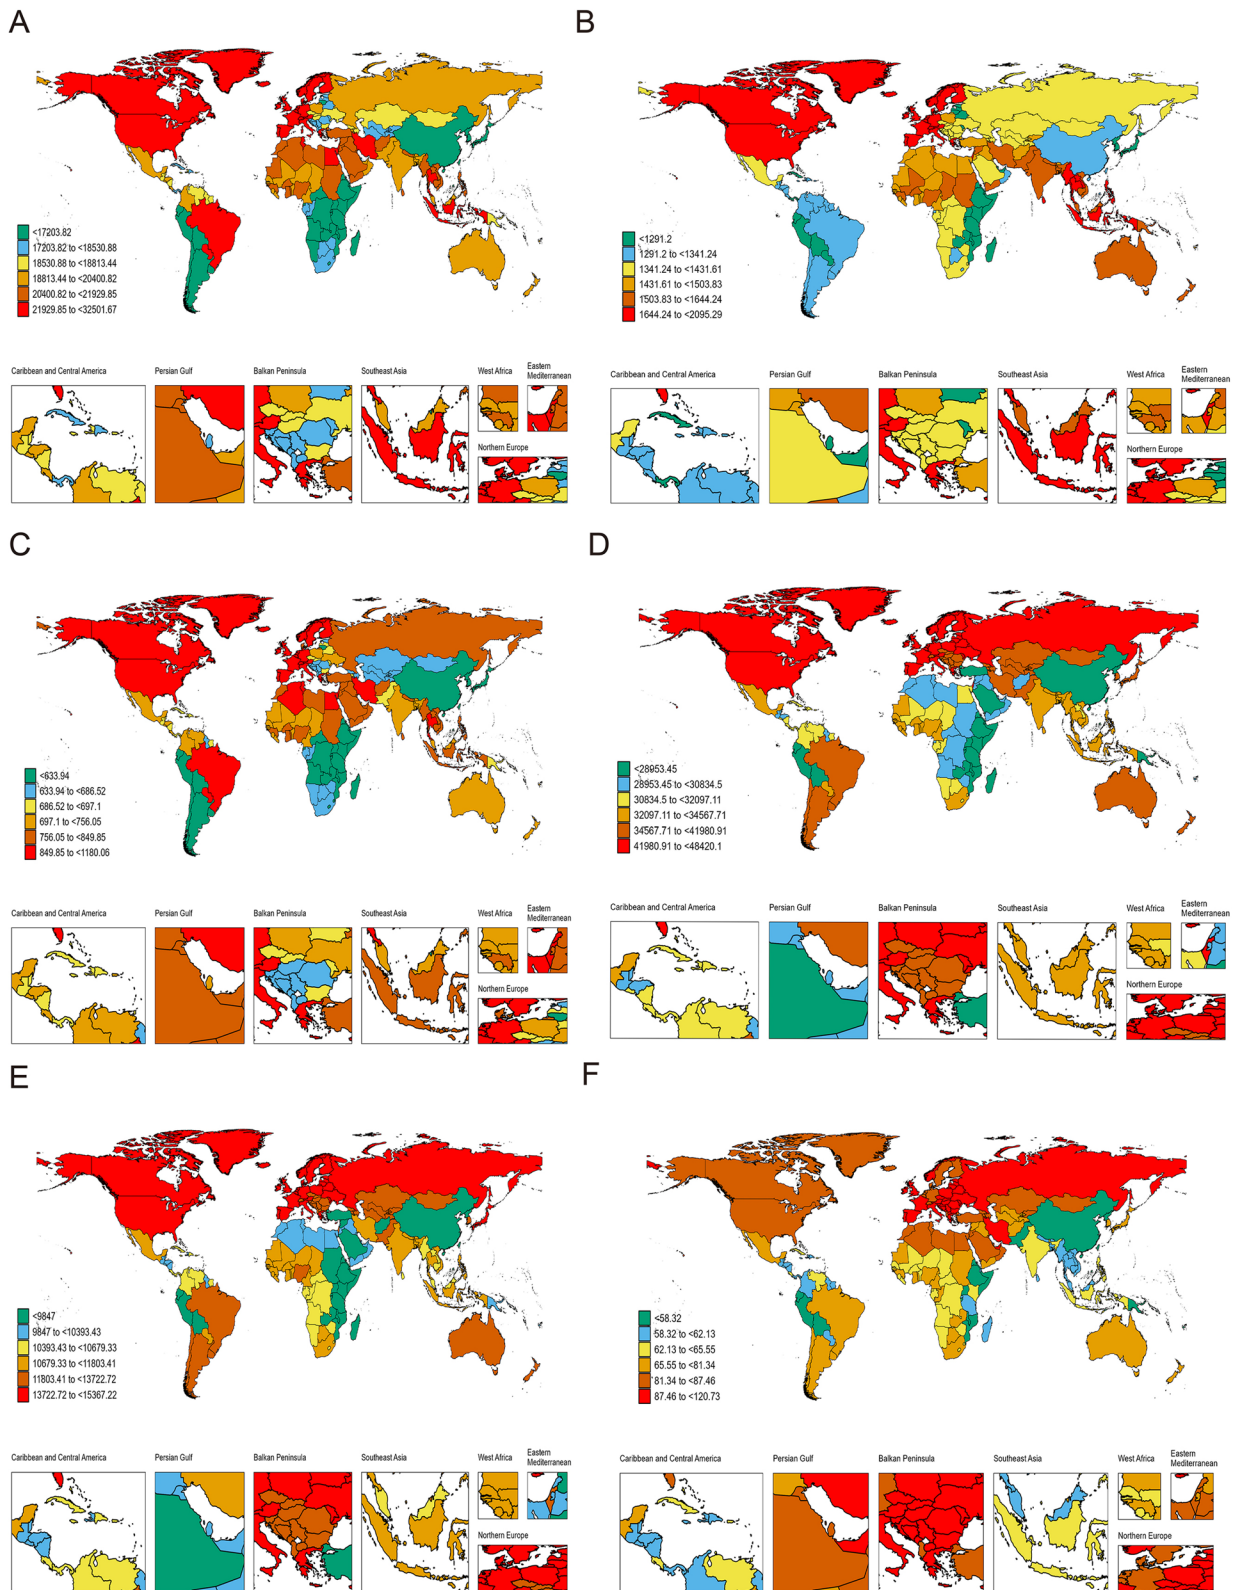 A
<17203.82
17203.82 to <18530.88
18530.88 to <18813.44
18813.44 to <20400.82
20400.82 to <21929.85
21929.85 to <32501.67
Caribbean and Central America
Persian Gulf
Balkan Peninsula
Southeast Asia
West Africa
Eastern
Mediterranean
Northern Europe
B
<1291.2
1291.2 to <1341.24
1341.24 to <1431.61
1431.61 to <1503.83
1503.83 to <1644.24
1644.24 to <2095.29
Caribbean and Central America
Persian Gulf
Balkan Peninsula
Southeast Asia
West Africa
Eastern
Mediterranean
Northern Europe
C
<633.94
633.94 to <686.52
686.52 to <697.1
697.1 to <756.05
756.05 to <849.85
849.85 to <1180.06
Caribbean and Central America
Persian Gulf
Balkan Peninsula
Southeast Asia
West Africa
Eastern
Mediterranean
Northern Europe
D
<28953.45
28953.45 to <30834.5
30834.5 to <32097.11
32097.11 to <34567.71
34567.71 to <41980.91
41980.91 to <48420.1
Caribbean and Central America
Persian Gulf
Balkan Peninsula
Southeast Asia
West Africa
Eastern
Mediterranean
Northern Europe
E
<9847
9847 to <10393.43
10393.43 to <10679.33
10679.33 to <11803.41
11803.41 to <13722.72
13722.72 to <15367.22
Caribbean and Central America
Persian Gulf
Balkan Peninsula
Southeast Asia
West Africa
Eastern
Mediterranean
Northern Europe
F
<58.32
58.32 to <62.13
62.13 to <65.55
65.55 to <81.34
81.34 to <87.46
87.46 to <120.73
Caribbean and Central America
Persian Gulf
Balkan Peninsula
Southeast Asia
West Africa
Eastern
Mediterranean
Northern Europe